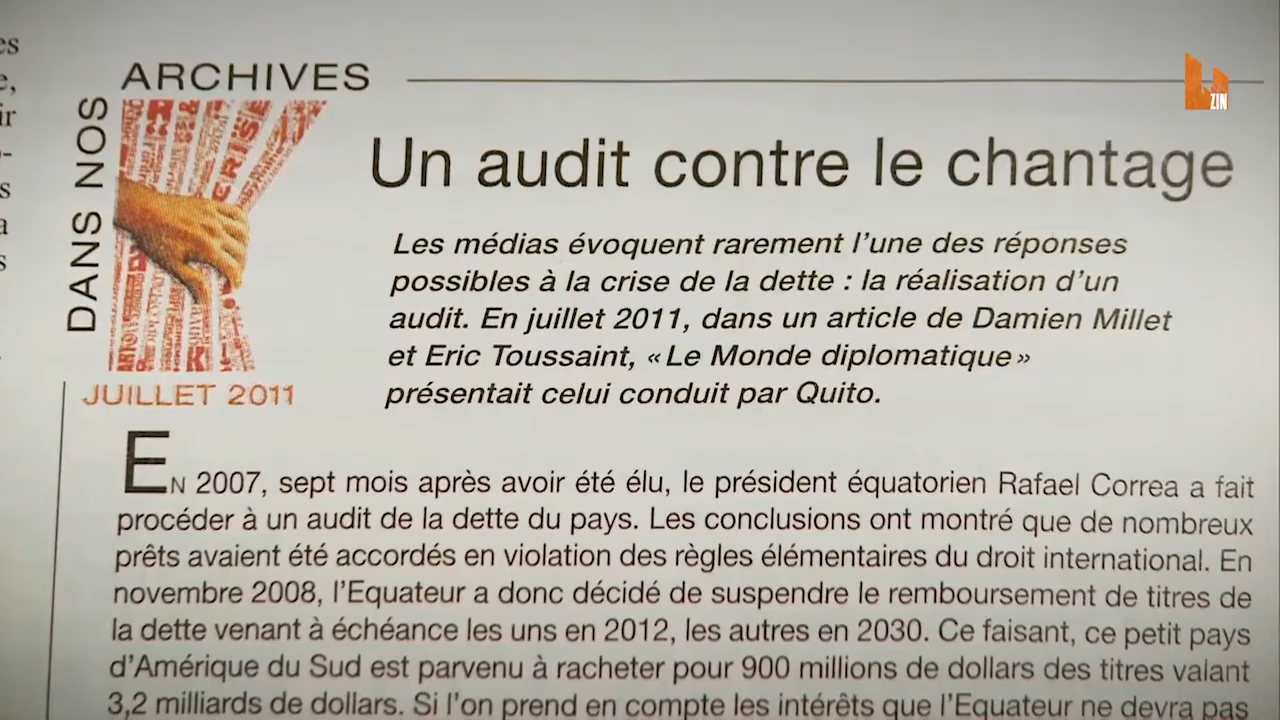 ARCHIVES
DANS NOS
ZIN
CRISE
JUILLET 2011
Un audit contre le chantage
Les médias évoquent rarement l’une des réponses
possibles à la crise de la dette : la réalisation d’un
audit. En juillet 2011, dans un article de Damien Millet
et Eric Toussaint, « Le Monde diplomatique »
présentait celui conduit par Quito.
EN 2007, sept mois après avoir été élu, le président équatorien Rafael Correa a fait
procéder à un audit de la dette du pays. Les conclusions ont montré que de nombreux
prêts avaient été accordés en violation des règles élémentaires du droit international. En
novembre 2008, l’Equateur a donc décidé de suspendre le remboursement de titres de
la dette venant à échéance les uns en 2012, les autres en 2030. Ce faisant, ce petit pays
d’Amérique du Sud est parvenu à racheter pour 900 millions de dollars des titres valant
3,2 milliards de dollars. Si l’on prend en compte les intérêts que l’Equateur ne devra pas